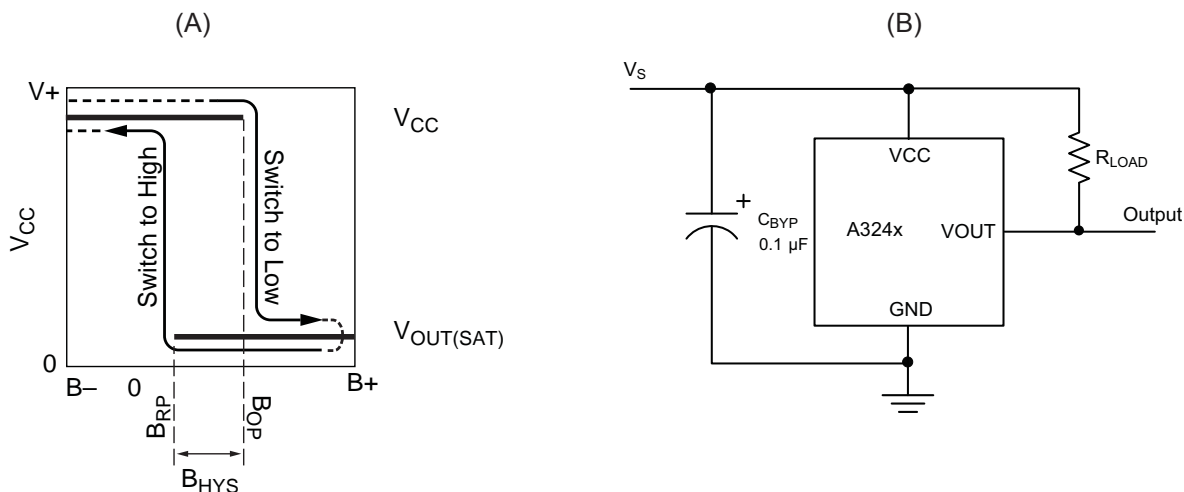 (A)
V+
VCC
0
Switch to High
Switch to Low
VCC
VOUT(SAT)
B–
0
B+
BRP
BOP
BHYS
(B)
VS
VCC
RLOAD
+
CBYP
0.1 µF
A324x
VOUT
Output
GND